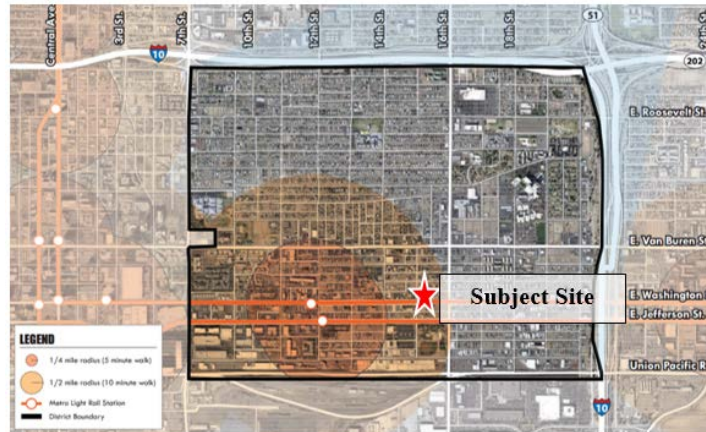 Central Ave
3rd St.
7th St.
10th St.
12th St.
14th St.
16th St.
18th St.
24th St.
10
51
202
E. Roosevelt St.
E. Van Buren St
E. Washington
E. Jefferson St.
Union Pacific R
Subject Site
LEGEND
1/4 mile radius (5 minute walk)
1/2 mile radius (10 minute walk)
Metro Light Rail Station
District Boundary
10